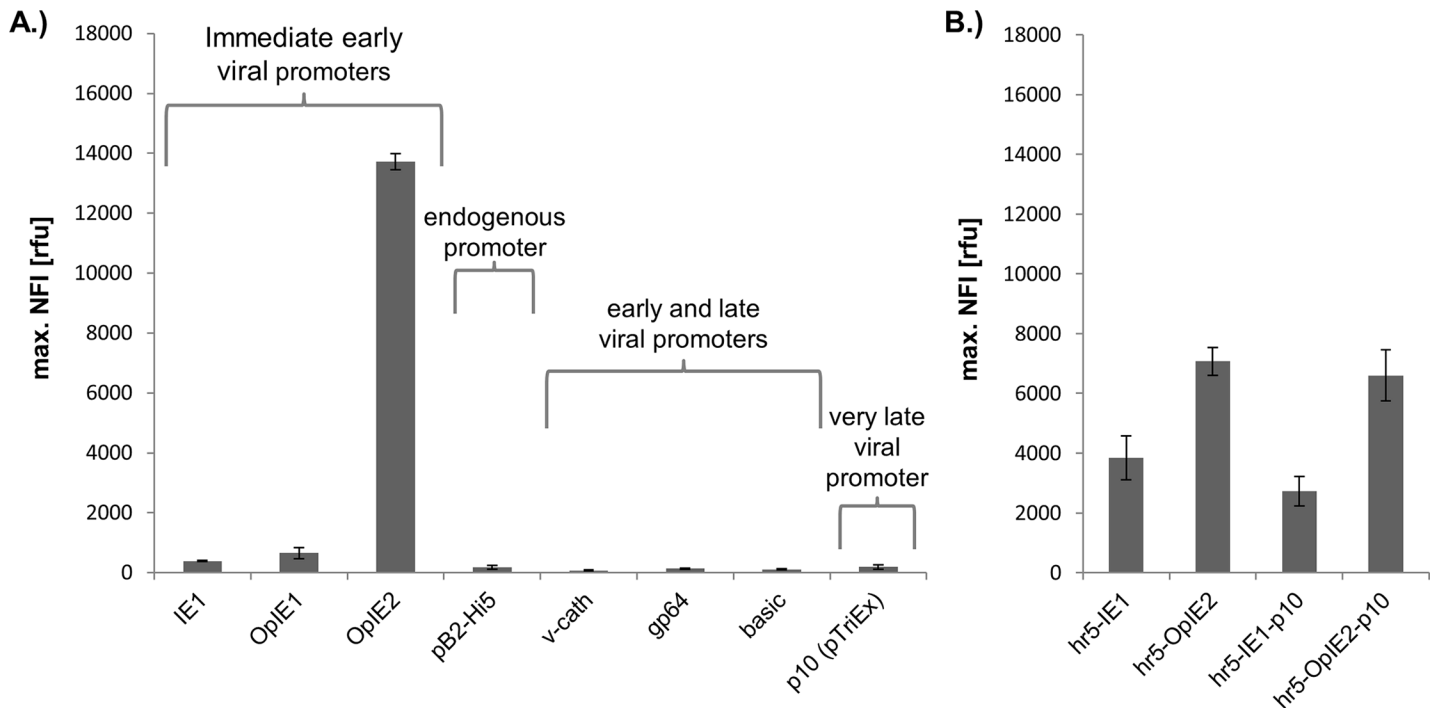 A.)
max. NFI [rfu]
18000
16000
14000
12000
10000
8000
6000
4000
2000
0
Immediate early
viral promoters
endogenous
promoter
early and late
viral promoters
very late
viral
promoter
IE1
OpIE1
OpIE2
pB2-Hi5
v-cath
gp64
basic
p10 (pTriEx)
B.)
max. NFI [rfu]
18000
16000
14000
12000
10000
8000
6000
4000
2000
0
hr5-IE1
hr5-OpIE2
hr5-IE1-p10
hr5-OpIE2-p10